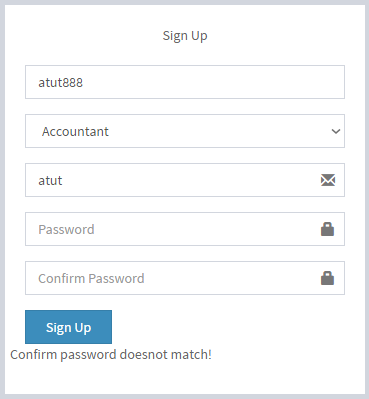 Sign Up
atut888
Accountant
atut
Password
Confirm Password
Sign Up
Confirm password doesnot match!